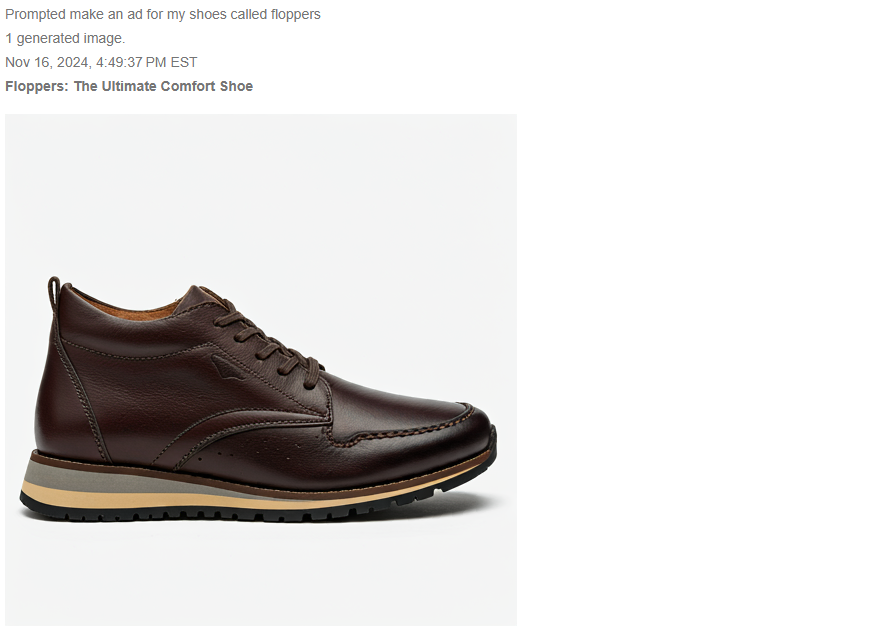 Prompted make an ad for my shoes called floppers
1 generated image.
Nov 16, 2024, 4:49:37 PM EST
Floppers: The Ultimate Comfort Shoe